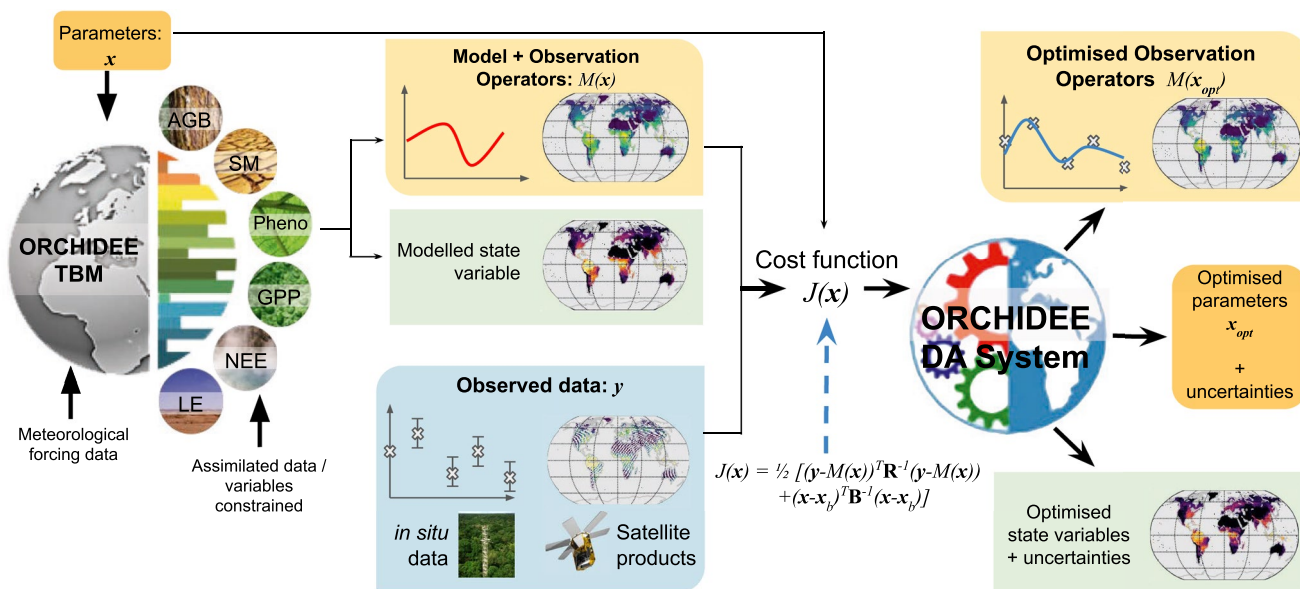 Parameters:
x
AGB
SM
Pheno
GPP
NEE
LE
ORCHIDEE
TBM
Meteorological
forcing data
Assimilated data /
variables
constrained
Model + Observation
Operators: M(x)
Modelled state
variable
Observed data: y
in situ
data
Satellite
products
Cost function
J(x)
J(x) = ½ [(y-M(x))ᵀR⁻¹(y-M(x))
+(x-x_b)ᵀB⁻¹(x-x_b)]
ORCHIDEE
DA System
Optimised Observation
Operators M(x_opt)
Optimised
parameters
x_opt
+
uncertainties
Optimised
state variables
+ uncertainties